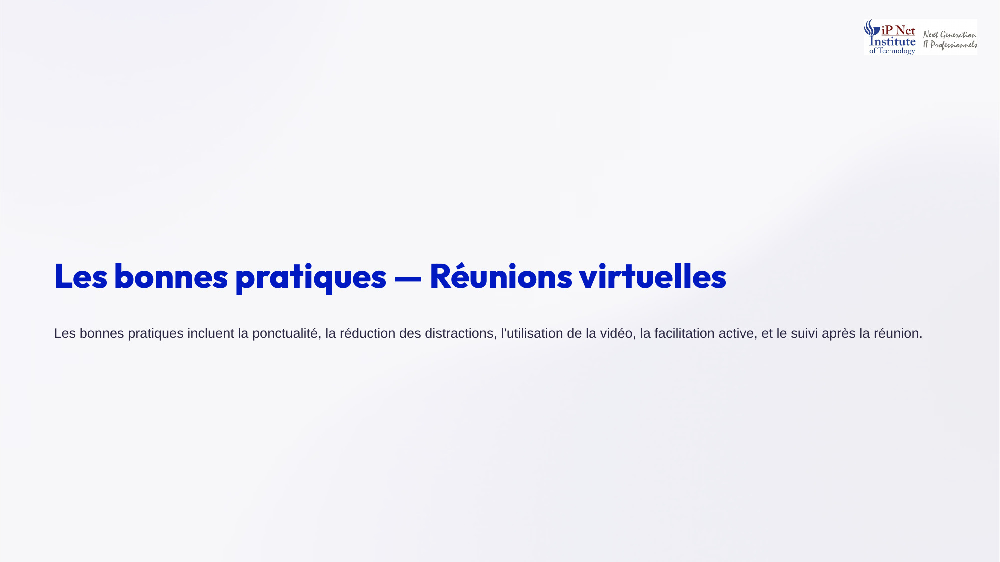 iP Net
Institute
of Technology
Next Generation
IT Professionnels
Les bonnes pratiques — Réunions virtuelles
Les bonnes pratiques incluent la ponctualité, la réduction des distractions, l'utilisation de la vidéo, la facilitation active, et le suivi après la réunion.